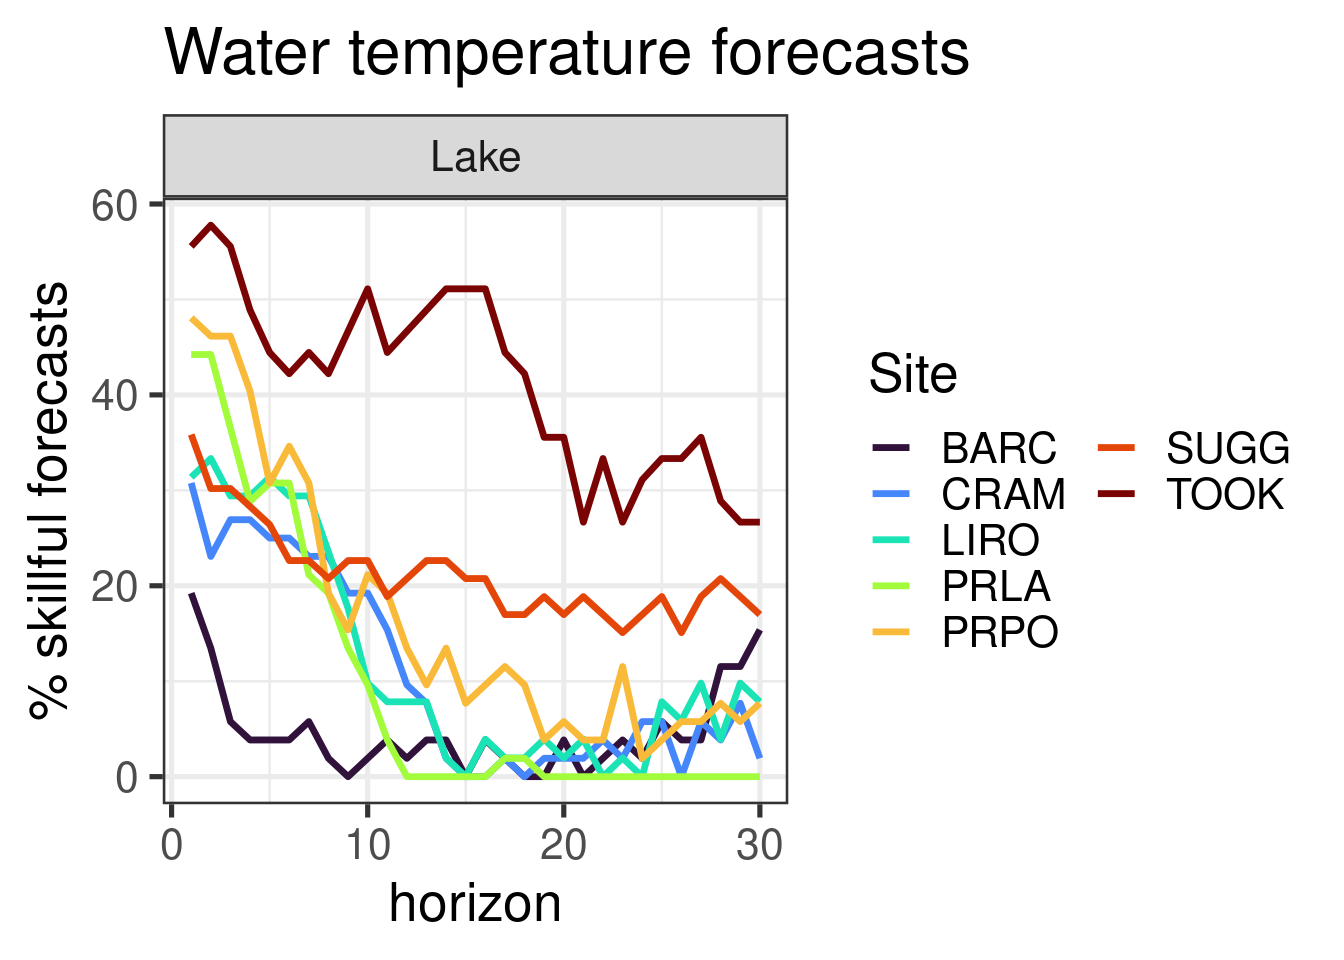 Water temperature forecasts
Lake
% skillful forecasts
60
40
20
0
0 10 20 30
horizon
Site
BARC SUGG
CRAM TOOK
LIRO
PRLA
PRPO